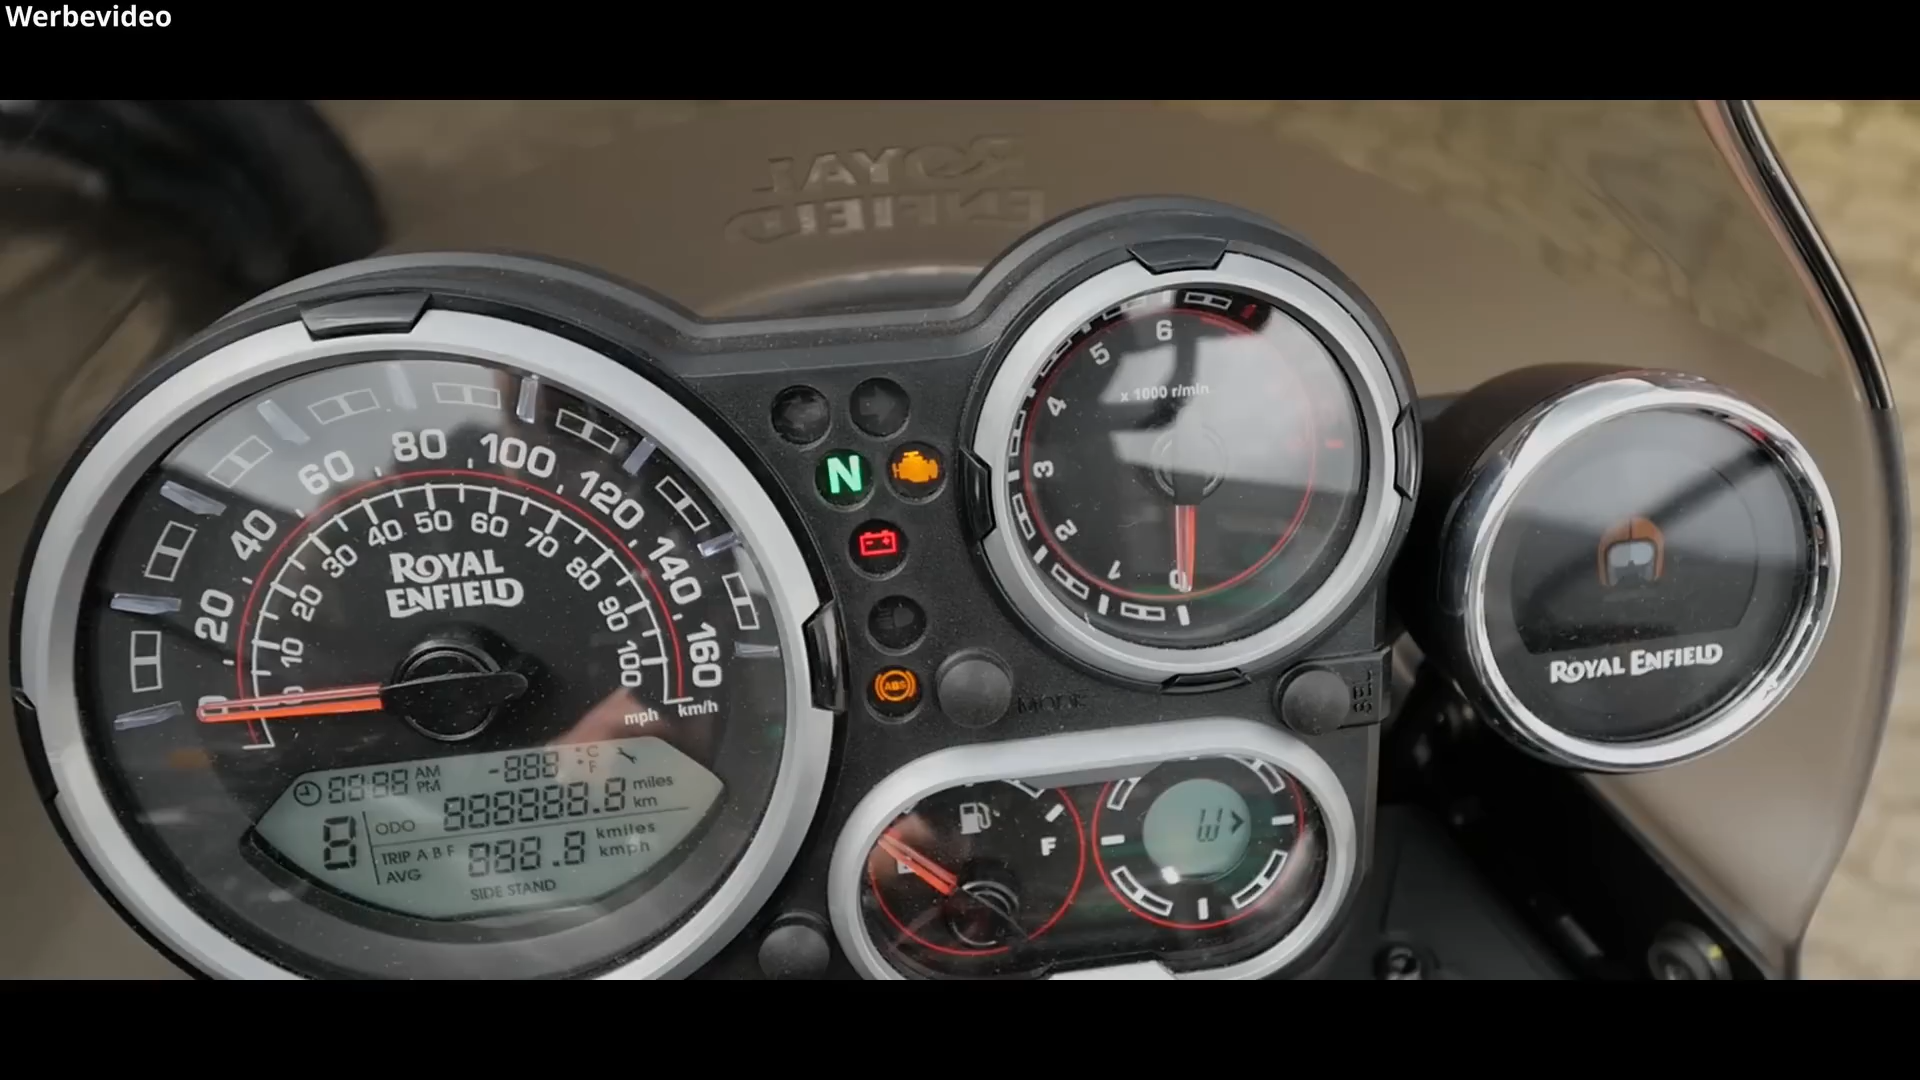 Werbevideo
ROYAL
ENFIELD
20 40 60 80 100 120 140 160
0 10 20 30 40 50 60 70 80 90 100
ROYAL
ENFIELD
mph km/h
88:88 AM PM -888 °C °F
888888.8 miles km
8 ODO
TRIP A B F 888.8 kmiles kmph
AVG
SIDE STAND
N
ABS
MODE
SEL
0 1 2 3 4 5 6
x 1000 r/min
E F
W>
ROYAL ENFIELD